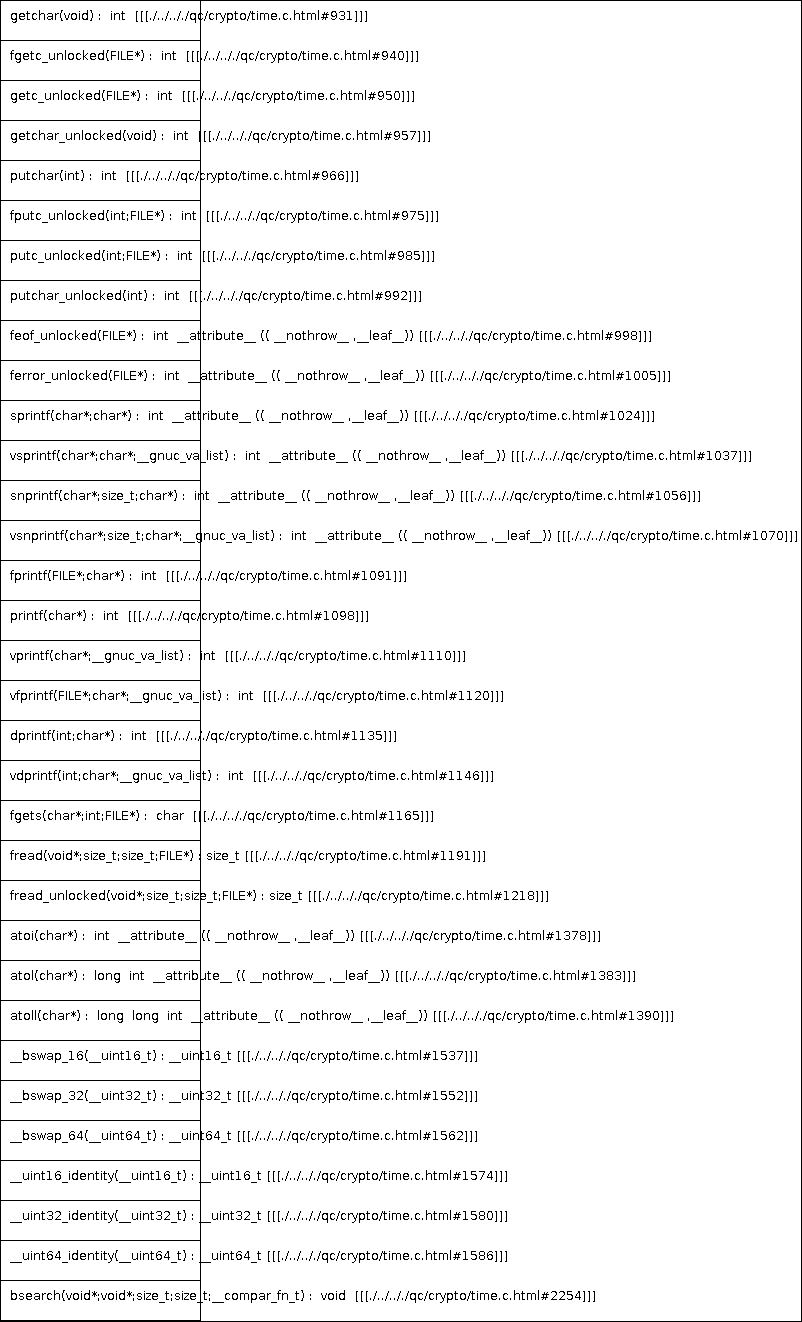 getchar(void) :  int  [[[./../../../qc/crypto/time.c.html#931]]]
fgetc_unlocked(FILE*) :  int  [[[./../../../qc/crypto/time.c.html#940]]]
getc_unlocked(FILE*) :  int  [[[./../../../qc/crypto/time.c.html#950]]]
getchar_unlocked(void) :  int  [[[./../../../qc/crypto/time.c.html#957]]]
putchar(int) :  int  [[[./../../../qc/crypto/time.c.html#966]]]
fputc_unlocked(int;FILE*) :  int  [[[./../../../qc/crypto/time.c.html#975]]]
putc_unlocked(int;FILE*) :  int  [[[./../../../qc/crypto/time.c.html#985]]]
putchar_unlocked(int) :  int  [[[./../../../qc/crypto/time.c.html#992]]]
feof_unlocked(FILE*) :  int  __attribute__ (( __nothrow__ ,__leaf__)) [[[./../../../qc/crypto/time.c.html#998]]]
ferror_unlocked(FILE*) :  int  __attribute__ (( __nothrow__ ,__leaf__)) [[[./../../../qc/crypto/time.c.html#1005]]]
sprintf(char*;char*) :  int  __attribute__ (( __nothrow__ ,__leaf__)) [[[./../../../qc/crypto/time.c.html#1024]]]
vsprintf(char*;char*;__gnuc_va_list) :  int  __attribute__ (( __nothrow__ ,__leaf__)) [[[./../../../qc/crypto/time.c.html#1037]]]
snprintf(char*;size_t;char*) :  int  __attribute__ (( __nothrow__ ,__leaf__)) [[[./../../../qc/crypto/time.c.html#1056]]]
vsnprintf(char*;size_t;char*;__gnuc_va_list) :  int  __attribute__ (( __nothrow__ ,__leaf__)) [[[./../../../qc/crypto/time.c.html#1070]]]
fprintf(FILE*;char*) :  int  [[[./../../../qc/crypto/time.c.html#1091]]]
printf(char*) :  int  [[[./../../../qc/crypto/time.c.html#1098]]]
vprintf(char*;__gnuc_va_list) :  int  [[[./../../../qc/crypto/time.c.html#1110]]]
vfprintf(FILE*;char*;__gnuc_va_list) :  int  [[[./../../../qc/crypto/time.c.html#1120]]]
dprintf(int;char*) :  int  [[[./../../../qc/crypto/time.c.html#1135]]]
vdprintf(int;char*;__gnuc_va_list) :  int  [[[./../../../qc/crypto/time.c.html#1146]]]
fgets(char*;int;FILE*) :  char  [[[./../../../qc/crypto/time.c.html#1165]]]
fread(void*;size_t;size_t;FILE*) : size_t [[[./../../../qc/crypto/time.c.html#1191]]]
fread_unlocked(void*;size_t;size_t;FILE*) : size_t [[[./../../../qc/crypto/time.c.html#1218]]]
atoi(char*) :  int  __attribute__ (( __nothrow__ ,__leaf__)) [[[./../../../qc/crypto/time.c.html#1378]]]
atol(char*) :  long  int  __attribute__ (( __nothrow__ ,__leaf__)) [[[./../../../qc/crypto/time.c.html#1383]]]
atoll(char*) :  long  long  int  __attribute__ (( __nothrow__ ,__leaf__)) [[[./../../../qc/crypto/time.c.html#1390]]]
__bswap_16(__uint16_t) : __uint16_t [[[./../../../qc/crypto/time.c.html#1537]]]
__bswap_32(__uint32_t) : __uint32_t [[[./../../../qc/crypto/time.c.html#1552]]]
__bswap_64(__uint64_t) : __uint64_t [[[./../../../qc/crypto/time.c.html#1562]]]
__uint16_identity(__uint16_t) : __uint16_t [[[./../../../qc/crypto/time.c.html#1574]]]
__uint32_identity(__uint32_t) : __uint32_t [[[./../../../qc/crypto/time.c.html#1580]]]
__uint64_identity(__uint64_t) : __uint64_t [[[./../../../qc/crypto/time.c.html#1586]]]
bsearch(void*;void*;size_t;size_t;__compar_fn_t) :  void  [[[./../../../qc/crypto/time.c.html#2254]]]